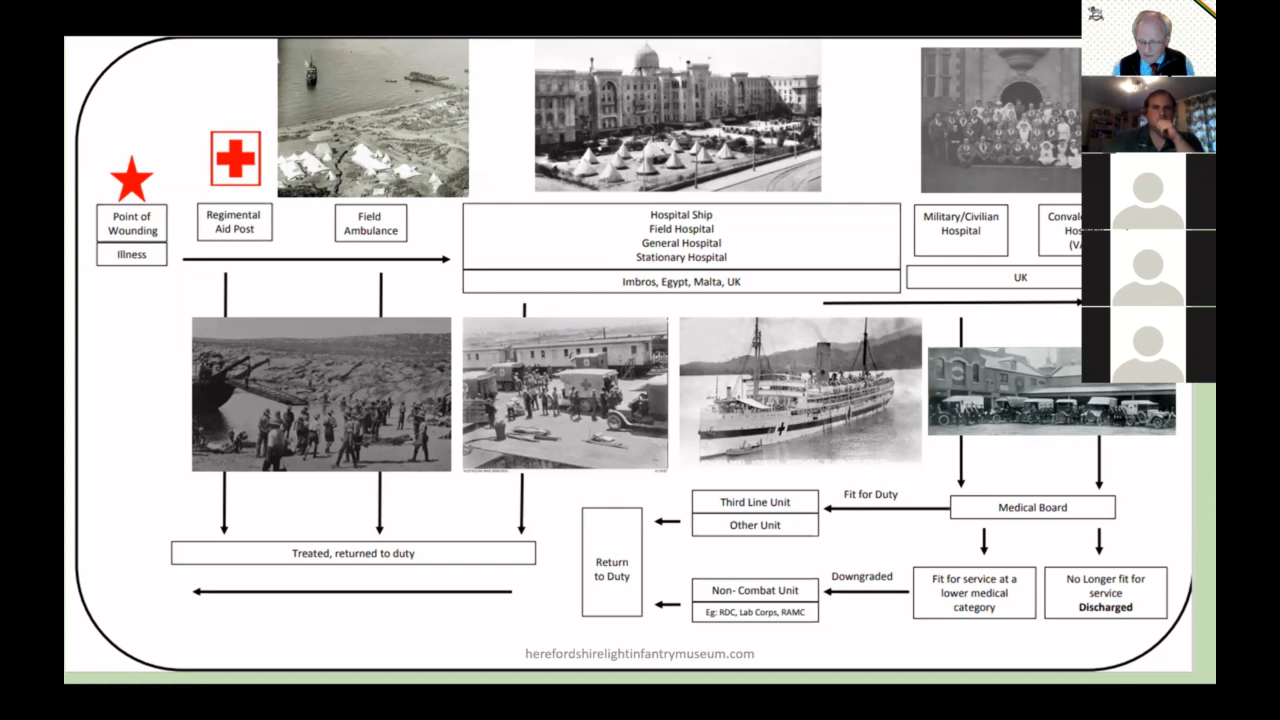 Point of
Wounding
Illness
Regimental
Aid Post
Field
Ambulance
Hospital Ship
Field Hospital
General Hospital
Stationary Hospital
Imbros, Egypt, Malta, UK
Military/Civilian
Hospital
UK
Treated, returned to duty
Return
to Duty
Third Line Unit
Other Unit
Fit for Duty
Medical Board
Non- Combat Unit
Eg: RDC, Lab Corps, RAMC
Downgraded
Fit for service at a
lower medical
category
No Longer fit for
service
Discharged
herefordshirelightinfantrymuseum.com